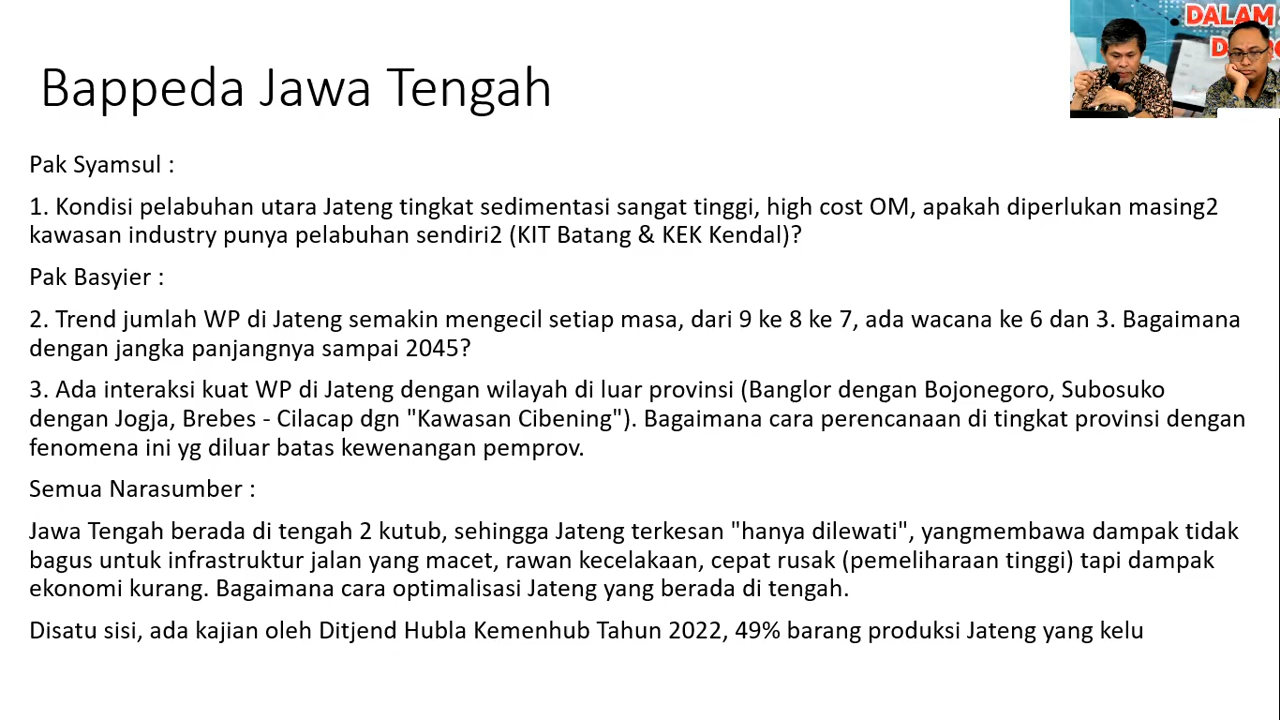 DALAM
Bappeda Jawa Tengah
Pak Syamsul :
1. Kondisi pelabuhan utara Jateng tingkat sedimentasi sangat tinggi, high cost OM, apakah diperlukan masing2
kawasan industry punya pelabuhan sendiri2 (KIT Batang & KEK Kendal)?
Pak Basyier :
2. Trend jumlah WP di Jateng semakin mengecil setiap masa, dari 9 ke 8 ke 7, ada wacana ke 6 dan 3. Bagaimana
dengan jangka panjangnya sampai 2045?
3. Ada interaksi kuat WP di Jateng dengan wilayah di luar provinsi (Banglor dengan Bojonegoro, Subosuko
dengan Jogja, Brebes - Cilacap dgn "Kawasan Cibening"). Bagaimana cara perencanaan di tingkat provinsi dengan
fenomena ini yg diluar batas kewenangan pemprov.
Semua Narasumber :
Jawa Tengah berada di tengah 2 kutub, sehingga Jateng terkesan "hanya dilewati", yangmembawa dampak tidak
bagus untuk infrastruktur jalan yang macet, rawan kecelakaan, cepat rusak (pemeliharaan tinggi) tapi dampak
ekonomi kurang. Bagaimana cara optimalisasi Jateng yang berada di tengah.
Disatu sisi, ada kajian oleh Ditjend Hubla Kemenhub Tahun 2022, 49% barang produksi Jateng yang kelu